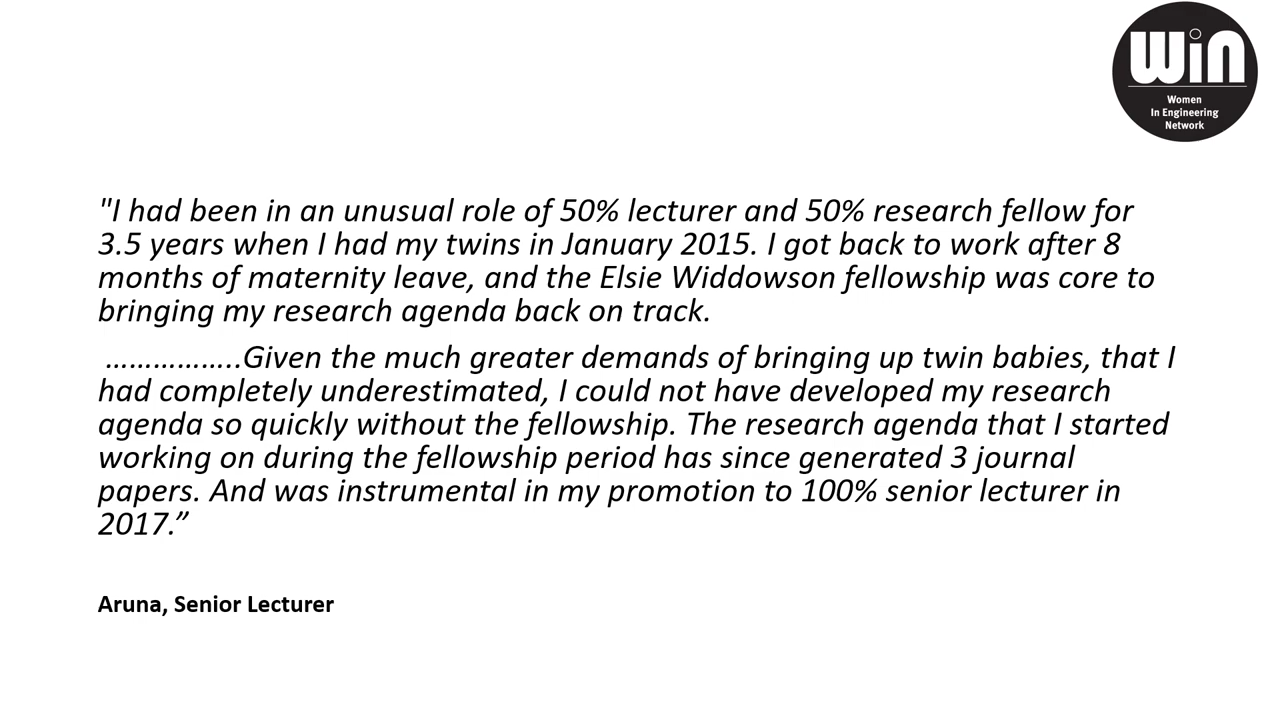 WiN
Women
In Engineering
Network
"I had been in an unusual role of 50% lecturer and 50% research fellow for
3.5 years when I had my twins in January 2015. I got back to work after 8
months of maternity leave, and the Elsie Widdowson fellowship was core to
bringing my research agenda back on track.
……………..Given the much greater demands of bringing up twin babies, that I
had completely underestimated, I could not have developed my research
agenda so quickly without the fellowship. The research agenda that I started
working on during the fellowship period has since generated 3 journal
papers. And was instrumental in my promotion to 100% senior lecturer in
2017.”
Aruna, Senior Lecturer